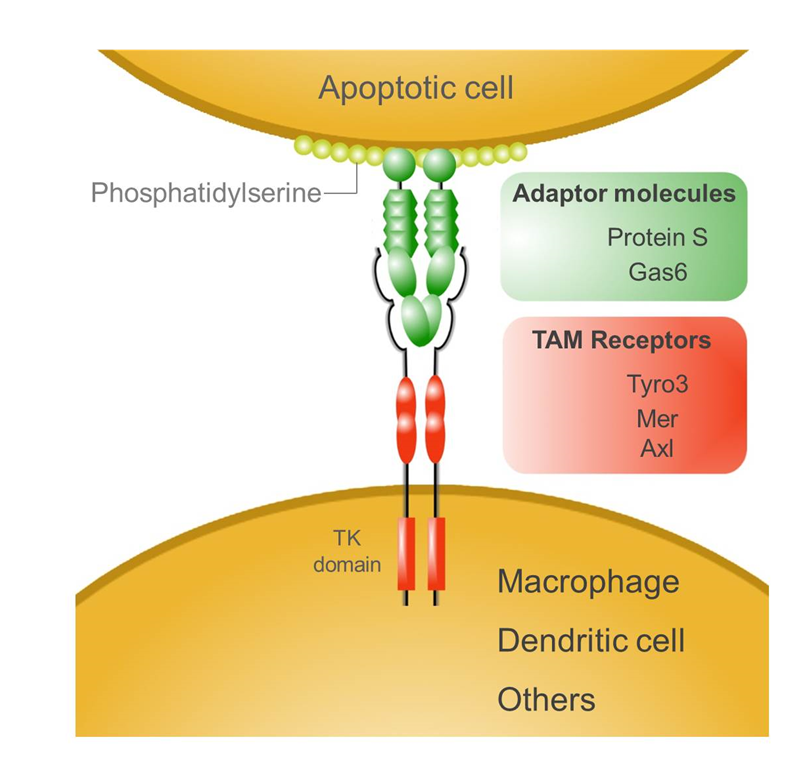 Apoptotic cell
Phosphatidylserine
Adaptor molecules
Protein S
Gas6
TAM Receptors
Tyro3
Mer
Axl
TK
domain
Macrophage
Dendritic cell
Others